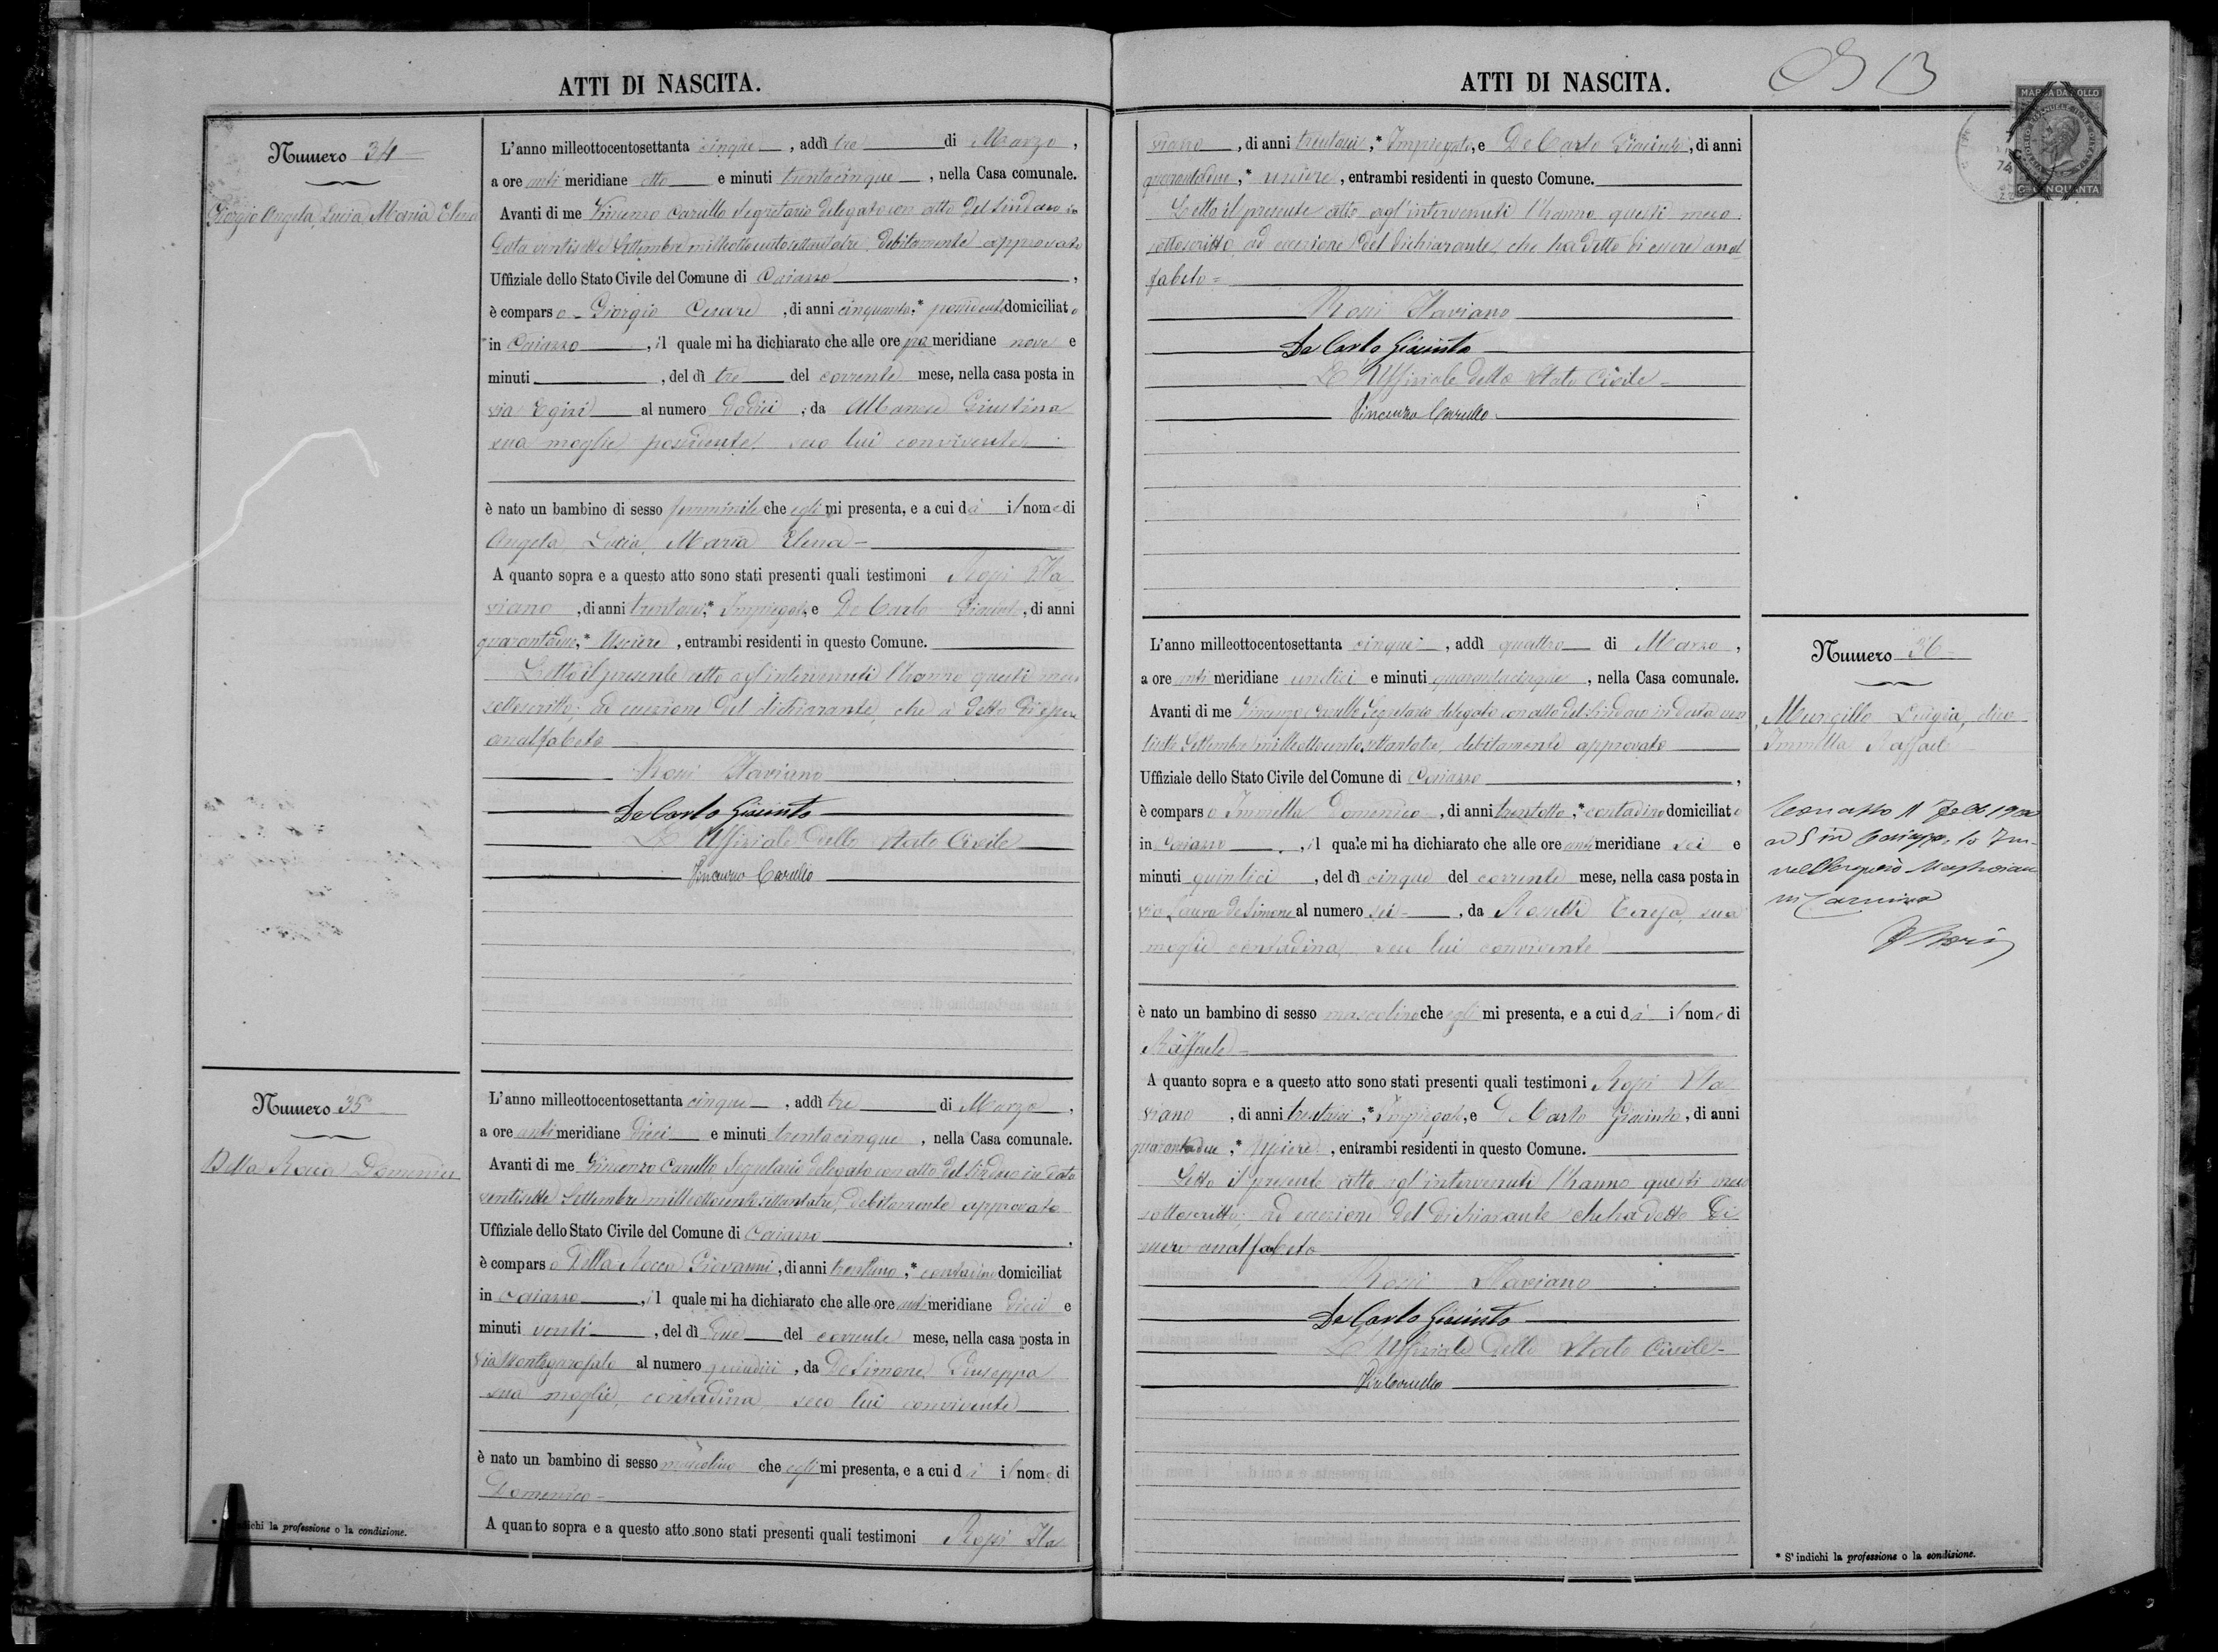 ATTI DI NASCITA.
Numero 34
Giorgio Angela, Lucia, Maria Elena
L'anno milleottocentosettanta cinque, addì tre di Marzo,
a ore anti meridiane otto e minuti trentacinque, nella Casa comunale.
Avanti di me Vincenzo Carullo Segretario delegato con atto del Sindaco in
data ventisette Settembre milleottocentosettantatre, debitamente approvato
Uffiziale dello Stato Civile del Comune di Caiazzo,
è comparso Giorgio Cesare, di anni cinquanta,* possidente domiciliato
in Caiazzo, il quale mi ha dichiarato che alle ore meridiane nove e
minuti, del dì tre del corrente mese, nella casa posta in
via Egizi al numero dodici, da Albanese Giustina
sua moglie possidente seco lui convivente
è nato un bambino di sesso femminile che egli mi presenta, e a cui dà il nome di
Angela, Lucia, Maria Elena
A quanto sopra e a questo atto sono stati presenti quali testimoni Rossi Fla
viano, di anni trentasei,* Impiegato, e De Carlo Giacinto, di anni
quarantadue,* Usciere, entrambi residenti in questo Comune.
Letto il presente atto agl'intervenuti l'hanno questi meco
sottoscritto; ad eccezione del dichiarante, che à detto di essere
analfabeto
Rossi Flaviano
De Carlo Giacinto
L'Uffiziale dello Stato Civile
Vincenzo Carullo
Numero 35
Della Rocca Domenico
L'anno milleottocentosettanta cinque, addì tre di Marzo,
a ore antimeridiane dieci e minuti trentacinque, nella Casa comunale.
Avanti di me Vincenzo Carullo Segretario delegato con atto del Sindaco in data
ventisette Settembre milleottocentosettantatre, debitamente approvato
Uffiziale dello Stato Civile del Comune di Caiazzo,
è comparso Della Rocca Giovanni, di anni trentuno,* contadino domiciliat
in Caiazzo, il quale mi ha dichiarato che alle ore antimeridiane dieci e
minuti venti, del dì due del corrente mese, nella casa posta in
via Montegarofalo al numero quindici, da De Simone Giuseppa
sua moglie, contadina, seco lui convivente
è nato un bambino di sesso mascolino che egli mi presenta, e a cui dà il nome di
Domenico
A quanto sopra e a questo atto sono stati presenti quali testimoni Rossi Fla
* S'indichi la professione o la condizione.
ATTI DI NASCITA.
MARCA DA BOLLO
CINQUANTA
viano, di anni trentasei,* Impiegato, e De Carlo Giacinto, di anni
quarantadue,* usciere, entrambi residenti in questo Comune.
Letto il presente atto agl'intervenuti l'hanno questi meco
sottoscritto, ad eccezione del dichiarante, che ha detto di essere anal
fabeto
Rossi Flaviano
De Carlo Giacinto
L'Uffiziale dello Stato Civile
Vincenzo Carullo
L'anno milleottocentosettanta cinque, addì quattro di Marzo,
a ore anti meridiane undici e minuti quarantacinque, nella Casa comunale.
Avanti di me Vincenzo Carullo Segretario delegato con atto del Sindaco in data ven
tisette Settembre milleottocentosettantatre, debitamente approvato
Uffiziale dello Stato Civile del Comune di Caiazzo,
è comparso Domenico, di anni trentotto,* contadino domiciliato
in Caiazzo, il quale mi ha dichiarato che alle ore anti meridiane sei e
minuti quindici, del dì cinque del corrente mese, nella casa posta in
via Laura De Simone al numero sei, da Rossetti Teresa, sua
moglie contadina, seco lui convivente
è nato un bambino di sesso mascolino che egli mi presenta, e a cui dà il nome di
Raffaele
A quanto sopra e a questo atto sono stati presenti quali testimoni Rossi Fla
viano, di anni trentasei,* Impiegato, e De Carlo Giacinto, di anni
quarantadue,* Usciere, entrambi residenti in questo Comune.
Letto il presente atto agl'intervenuti l'hanno questi meco
sottoscritto; ad eccezione del dichiarante che ha detto di
essere analfabeto
Rossi Flaviano
De Carlo Giacinto
L'Uffiziale dello Stato Civile
Numero 36
Luigia, dico
Raffaele
* S'indichi la professione o la condizione.